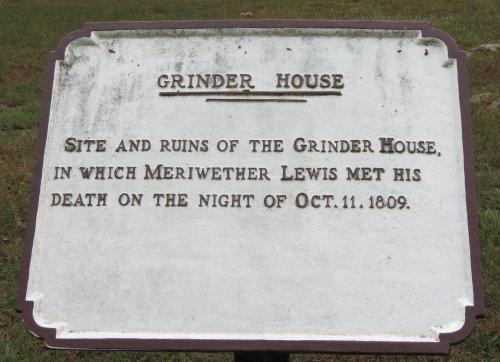 GRINDER HOUSE
SITE AND RUINS OF THE GRINDER HOUSE,
IN WHICH MERIWETHER LEWIS MET HIS
DEATH ON THE NIGHT OF OCT. 11. 1809.